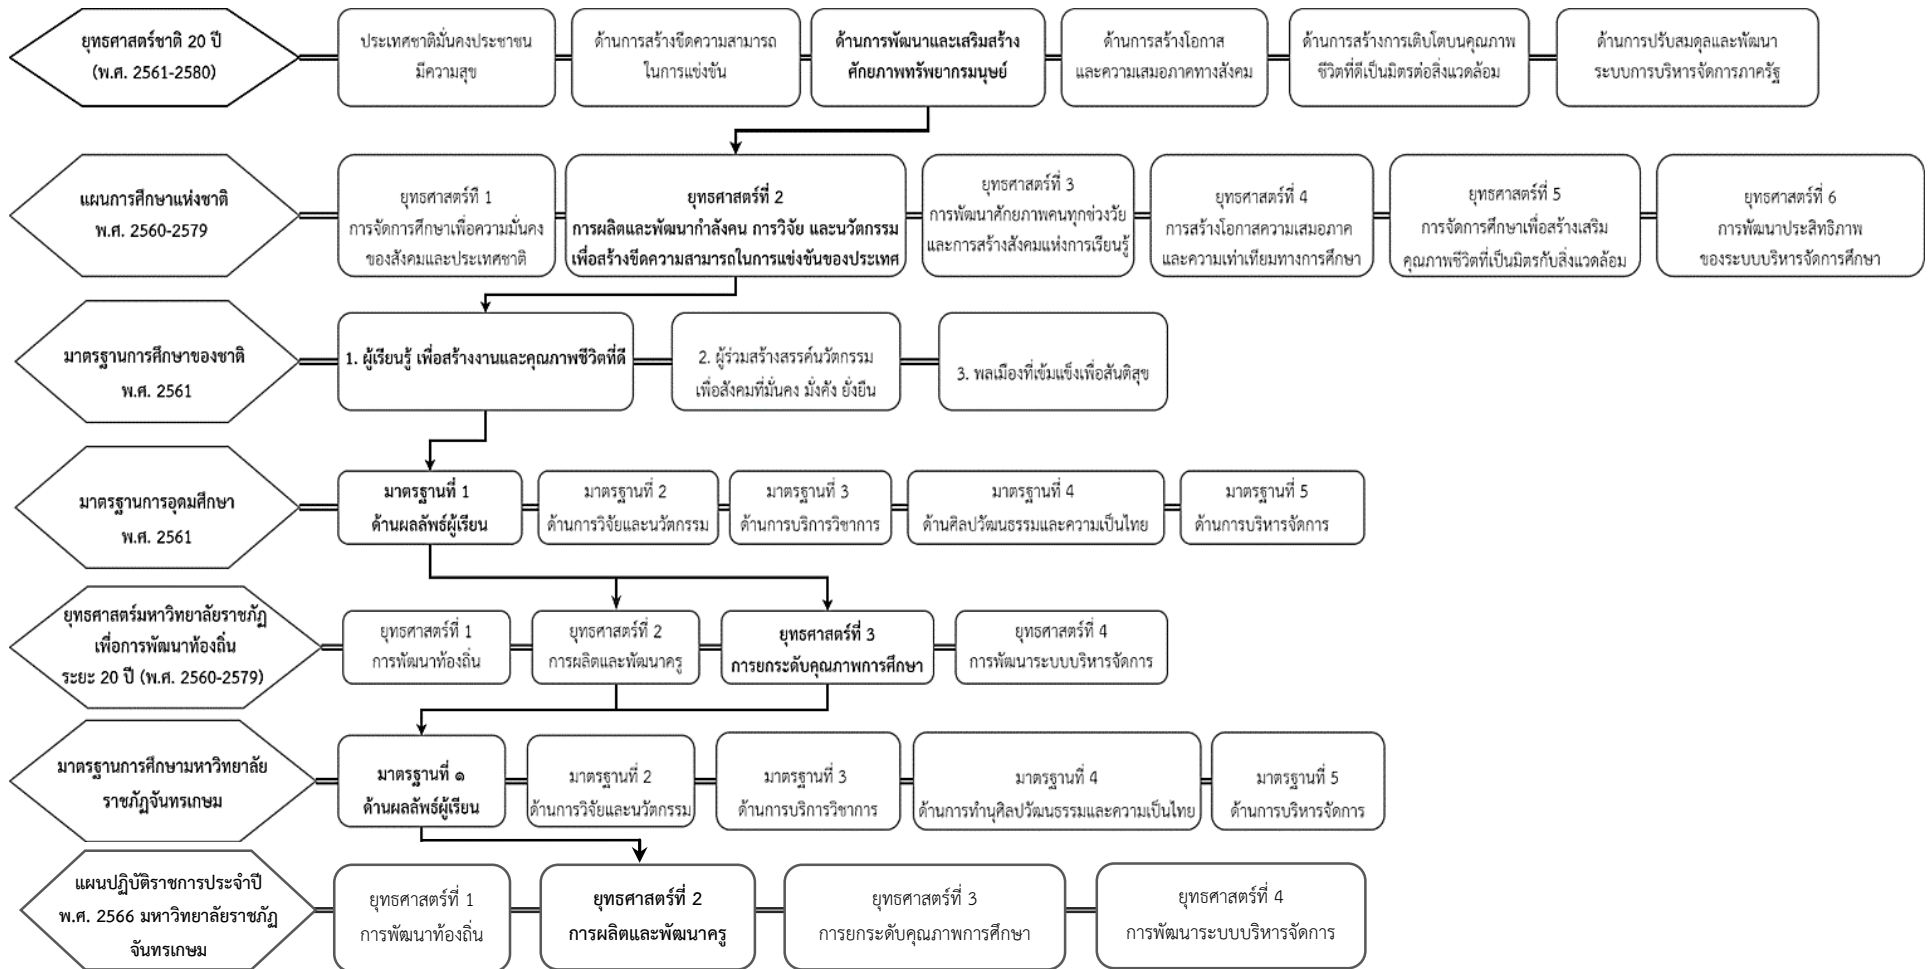 ยุทธศาสตร์ชาติ 20 ปี
(พ.ศ. 2561-2580)
ประเทศชาติมั่นคงประชาชน
มีความสุข
ด้านการสร้างขีดความสามารถ
ในการแข่งขัน
ด้านการพัฒนาและเสริมสร้าง
ศักยภาพทรัพยากรมนุษย์
ด้านการสร้างโอกาส
และความเสมอภาคทางสังคม
ด้านการสร้างการเติบโตบนคุณภาพ
ชีวิตที่ดีเป็นมิตรต่อสิ่งแวดล้อม
ด้านการปรับสมดุลและพัฒนา
ระบบการบริหารจัดการภาครัฐ
แผนการศึกษาแห่งชาติ
พ.ศ. 2560-2579
ยุทธศาสตร์ที่ 1
การจัดการศึกษาเพื่อความมั่นคง
ของสังคมและประเทศชาติ
ยุทธศาสตร์ที่ 2
การผลิตและพัฒนากำลังคน การวิจัย และนวัตกรรม
เพื่อสร้างขีดความสามารถในการแข่งขันของประเทศ
ยุทธศาสตร์ที่ 3
การพัฒนาศักยภาพคนทุกช่วงวัย
และการสร้างสังคมแห่งการเรียนรู้
ยุทธศาสตร์ที่ 4
การสร้างโอกาสความเสมอภาค
และความเท่าเทียมทางการศึกษา
ยุทธศาสตร์ที่ 5
การจัดการศึกษาเพื่อสร้างเสริม
คุณภาพชีวิตที่เป็นมิตรกับสิ่งแวดล้อม
ยุทธศาสตร์ที่ 6
การพัฒนาประสิทธิภาพ
ของระบบบริหารจัดการศึกษา
มาตรฐานการศึกษาของชาติ
พ.ศ. 2561
1. ผู้เรียนรู้ เพื่อสร้างงานและคุณภาพชีวิตที่ดี
2. ผู้ร่วมสร้างสรรค์นวัตกรรม
เพื่อสังคมที่มั่นคง มั่งคั่ง ยั่งยืน
3. พลเมืองที่เข้มแข็งเพื่อสันติสุข
มาตรฐานการอุดมศึกษา
พ.ศ. 2561
มาตรฐานที่ 1
ด้านผลลัพธ์ผู้เรียน
มาตรฐานที่ 2
ด้านการวิจัยและนวัตกรรม
มาตรฐานที่ 3
ด้านการบริการวิชาการ
มาตรฐานที่ 4
ด้านศิลปวัฒนธรรมและความเป็นไทย
มาตรฐานที่ 5
ด้านการบริหารจัดการ
ยุทธศาสตร์มหาวิทยาลัยราชภัฏ
เพื่อการพัฒนาท้องถิ่น
ระยะ 20 ปี (พ.ศ. 2560-2579)
ยุทธศาสตร์ที่ 1
การพัฒนาท้องถิ่น
ยุทธศาสตร์ที่ 2
การผลิตและพัฒนาครู
ยุทธศาสตร์ที่ 3
การยกระดับคุณภาพการศึกษา
ยุทธศาสตร์ที่ 4
การพัฒนาระบบบริหารจัดการ
มาตรฐานการศึกษามหาวิทยาลัย
ราชภัฏจันทรเกษม
มาตรฐานที่ ๑
ด้านผลลัพธ์ผู้เรียน
มาตรฐานที่ 2
ด้านการวิจัยและนวัตกรรม
มาตรฐานที่ 3
ด้านการบริการวิชาการ
มาตรฐานที่ 4
ด้านการทำนุศิลปวัฒนธรรมและความเป็นไทย
มาตรฐานที่ 5
ด้านการบริหารจัดการ
แผนปฏิบัติราชการประจำปี
พ.ศ. 2566 มหาวิทยาลัยราชภัฏ
จันทรเกษม
ยุทธศาสตร์ที่ 1
การพัฒนาท้องถิ่น
ยุทธศาสตร์ที่ 2
การผลิตและพัฒนาครู
ยุทธศาสตร์ที่ 3
การยกระดับคุณภาพการศึกษา
ยุทธศาสตร์ที่ 4
การพัฒนาระบบบริหารจัดการ